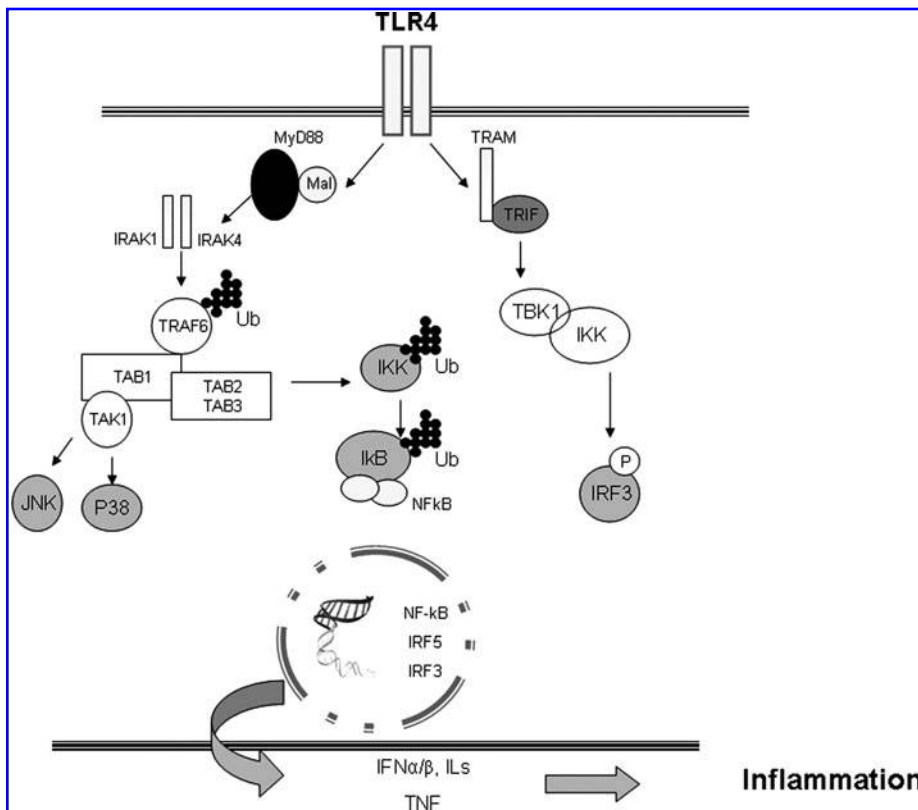 TLR4
MyD88
TRAM
Mal
TRIF
IRAK1
IRAK4
TRAF6
Ub
TBK1
IKK
TAB1
TAB2
TAB3
IKK
Ub
TAK1
IkB
Ub
NFkB
P
JNK
P38
IRF3
NF-kB
IRF5
IRF3
IFNα/β, ILs
TNF
Inflammation